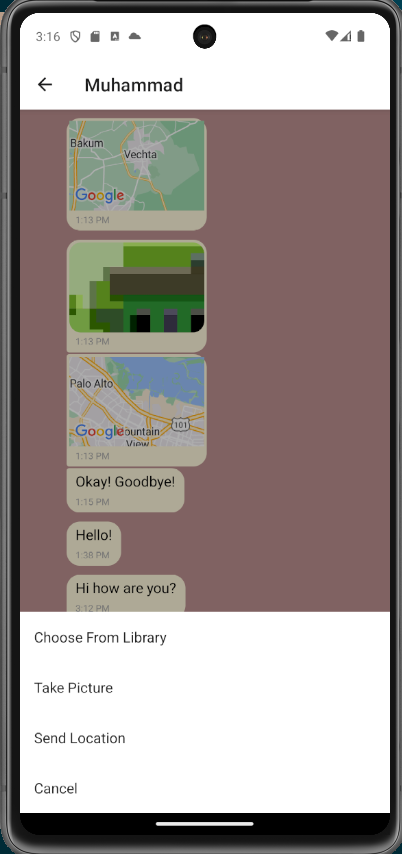 3:16
Muhammad
Bakum
Vechta
Google
1:13 PM
1:13 PM
Palo Alto
101
Google
ountain
View
1:13 PM
Okay! Goodbye!
1:15 PM
Hello!
1:38 PM
Hi how are you?
3:12 PM
Choose From Library
Take Picture
Send Location
Cancel